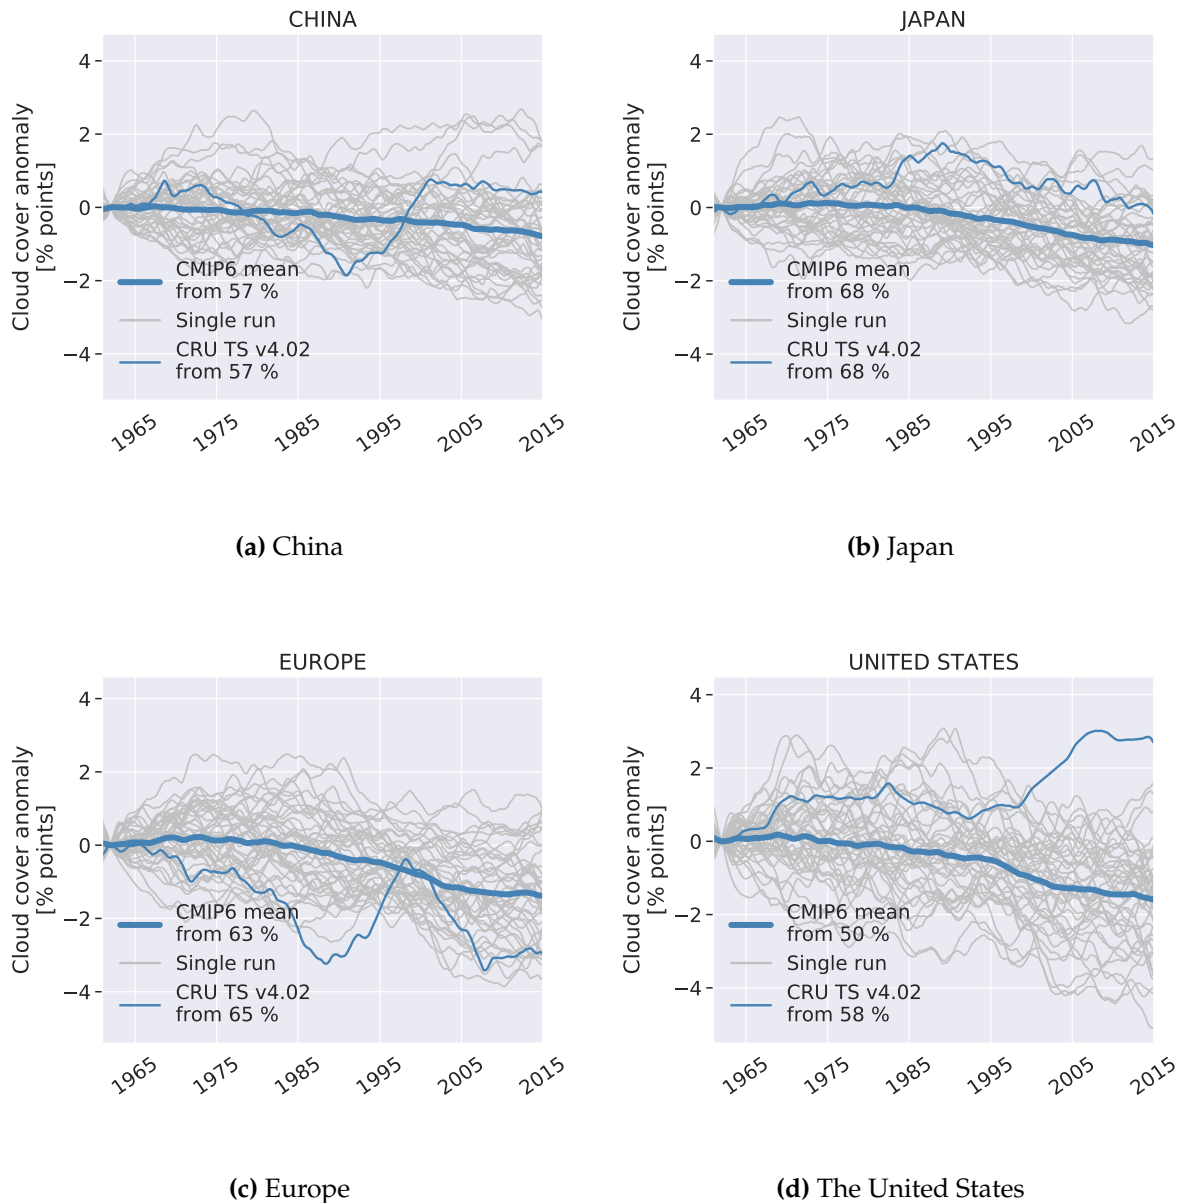 CHINA
Cloud cover anomaly
[% points]
4
2
0
−2
−4
CMIP6 mean
from 57 %
Single run
CRU TS v4.02
from 57 %
1965
1975
1985
1995
2005
2015
(a) China
JAPAN
Cloud cover anomaly
[% points]
4
2
0
−2
−4
CMIP6 mean
from 68 %
Single run
CRU TS v4.02
from 68 %
1965
1975
1985
1995
2005
2015
(b) Japan
EUROPE
Cloud cover anomaly
[% points]
4
2
0
−2
−4
CMIP6 mean
from 63 %
Single run
CRU TS v4.02
from 65 %
1965
1975
1985
1995
2005
2015
(c) Europe
UNITED STATES
Cloud cover anomaly
[% points]
4
2
0
−2
−4
CMIP6 mean
from 50 %
Single run
CRU TS v4.02
from 58 %
1965
1975
1985
1995
2005
2015
(d) The United States